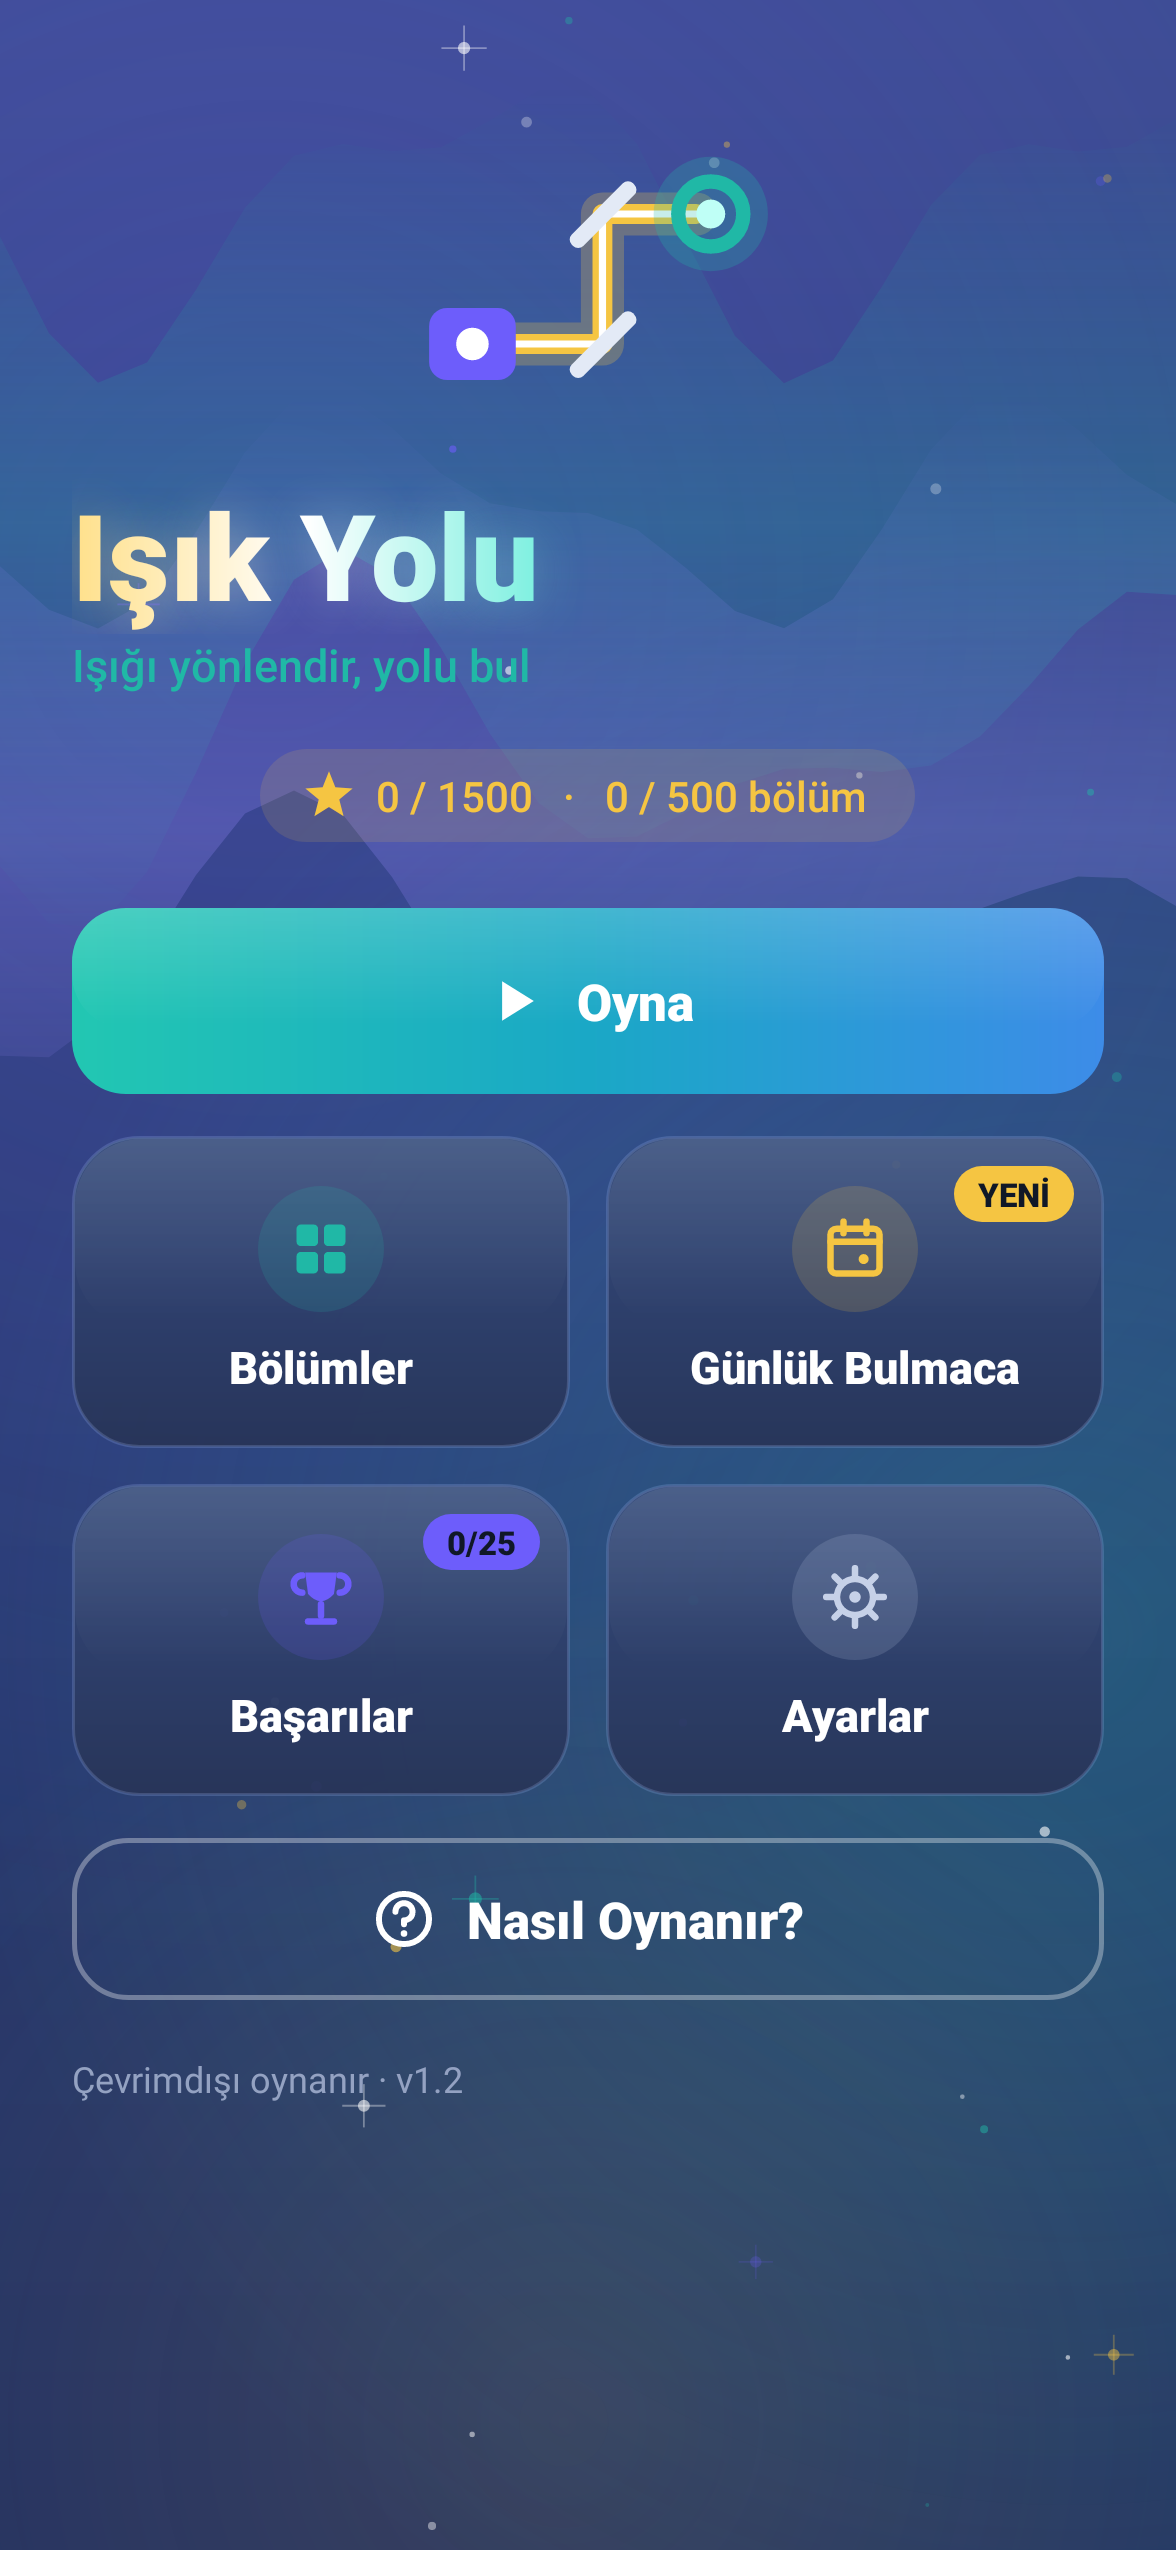 Işık Yolu
Işığı yönlendir, yolu bul
0 / 1500 · 0 / 500 bölüm
Oyna
Bölümler
YENİ
Günlük Bulmaca
0/25
Başarılar
Ayarlar
Nasıl Oynanır?
Çevrimdışı oynanır · v1.2